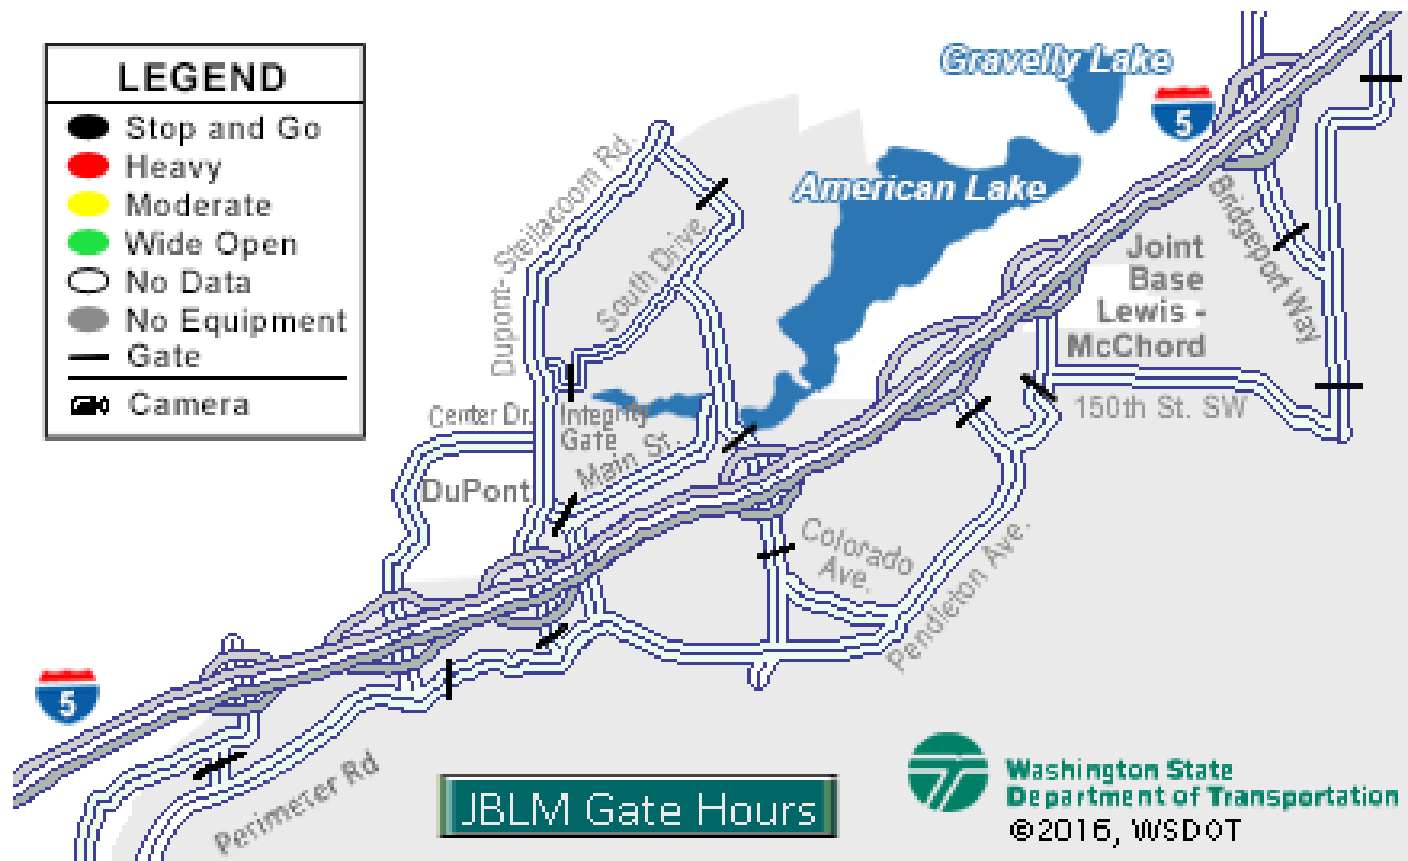 LEGEND
Stop and Go
Heavy
Moderate
Wide Open
No Data
No Equipment
Gate
Camera
Gravelly Lake
5
American Lake
Dupont- Steilacoom Rd.
South Drive
Bridgeport Way
Joint
Base
Lewis -
McChord
150th St. SW
Center Dr.
Integrity
Gate
Main St.
DuPont
Colorado
Ave.
Pendleton Ave.
5
Perimeter Rd
JBLM Gate Hours
Washington State
Department of Transportation
©2016, WSDOT